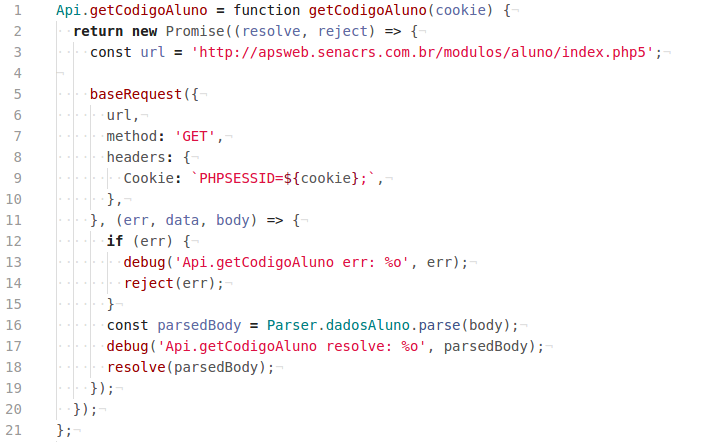 1 Api.getCodigoAluno = function getCodigoAluno(cookie) {¬
2 ··return new Promise((resolve, reject) => {¬
3 ····const url = 'http://apsweb.senacrs.com.br/modulos/aluno/index.php5';¬
4 ¬
5 ····baseRequest({¬
6 ······url,¬
7 ······method: 'GET',¬
8 ······headers: {¬
9 ········Cookie: `PHPSESSID=${cookie};`,¬
10 ······},¬
11 ····}, (err, data, body) => {¬
12 ······if (err) {¬
13 ········debug('Api.getCodigoAluno err: %o', err);¬
14 ········reject(err);¬
15 ······}¬
16 ······const parsedBody = Parser.dadosAluno.parse(body);¬
17 ······debug('Api.getCodigoAluno resolve: %o', parsedBody);¬
18 ······resolve(parsedBody);¬
19 ····});¬
20 ··});¬
21 };¬